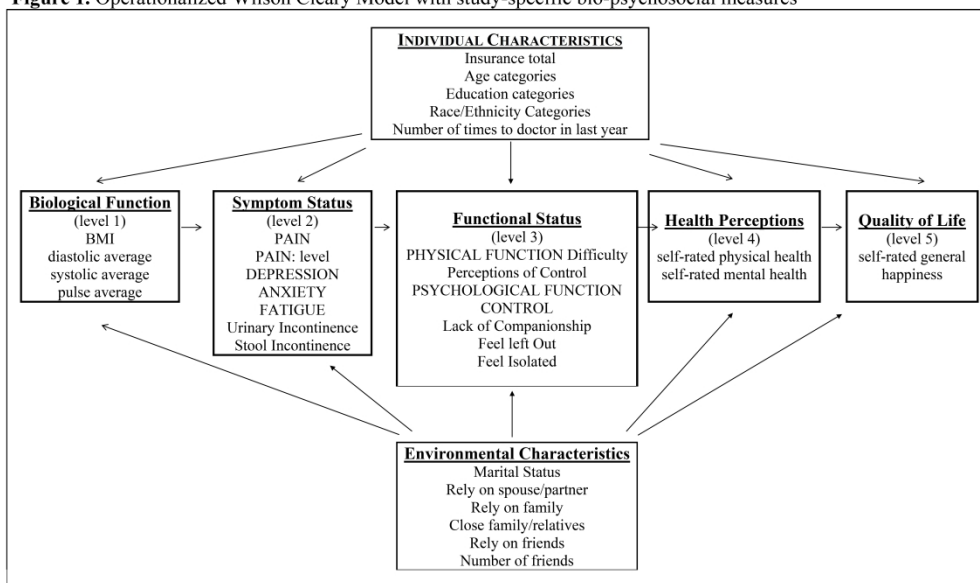 Figure 1. Operationalized Wilson Cleary Model with study-specific bio-psychosocial measures
INDIVIDUAL CHARACTERISTICS
Insurance total
Age categories
Education categories
Race/Ethnicity Categories
Number of times to doctor in last year
Biological Function
(level 1)
BMI
diastolic average
systolic average
pulse average
Symptom Status
(level 2)
PAIN
PAIN: level
DEPRESSION
ANXIETY
FATIGUE
Urinary Incontinence
Stool Incontinence
Functional Status
(level 3)
PHYSICAL FUNCTION Difficulty
Perceptions of Control
PSYCHOLOGICAL FUNCTION
CONTROL
Lack of Companionship
Feel left Out
Feel Isolated
Health Perceptions
(level 4)
self-rated physical health
self-rated mental health
Quality of Life
(level 5)
self-rated general
happiness
Environmental Characteristics
Marital Status
Rely on spouse/partner
Rely on family
Close family/relatives
Rely on friends
Number of friends